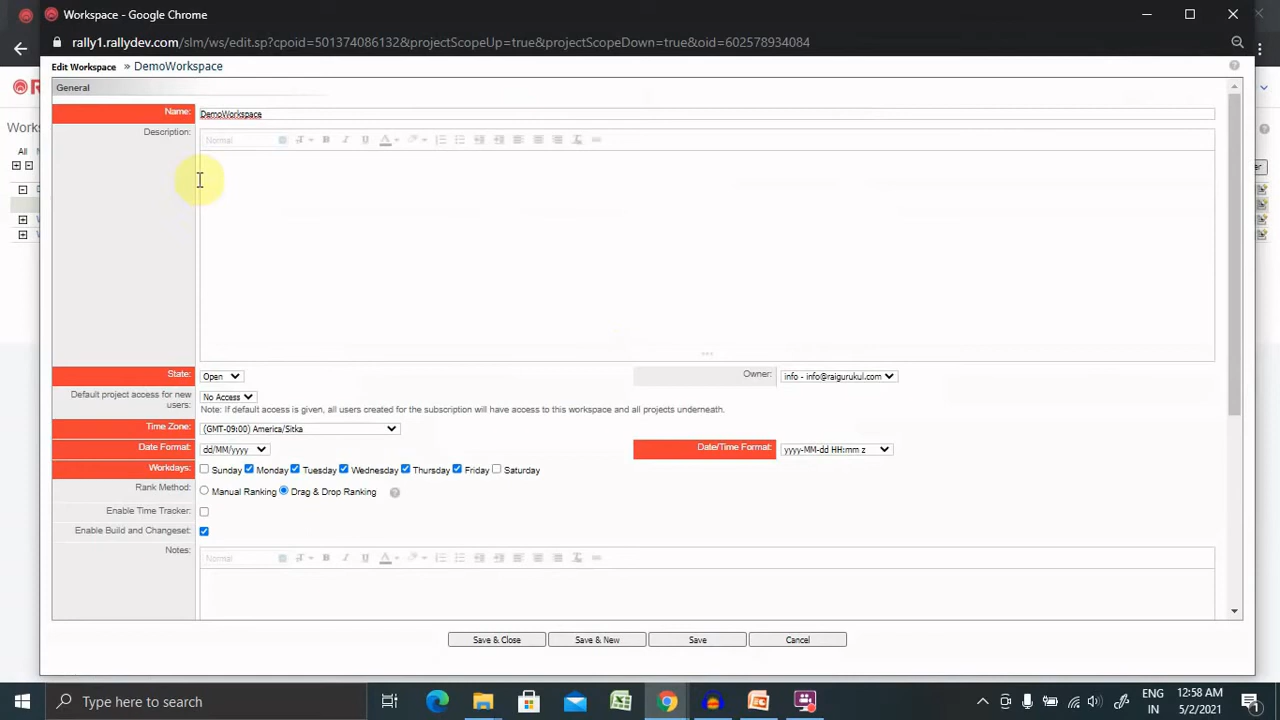 Workspace - Google Chrome
rally1.rallydev.com/slm/ws/edit.sp?cpoid=501374086132&projectScopeUp=true&projectScopeDown=true&oid=602578934084
Edit Workspace » DemoWorkspace
General
Name: DemoWorkspace
Description: Normal
State: Open Owner: info - info@raigurukul.com
Default project access for new users: No Access
Note: If default access is given, all users created for the subscription will have access to this workspace and all projects underneath.
Time Zone: (GMT-09:00) America/Sitka
Date Format: dd/MM/yyyy Date/Time Format: yyyy-MM-dd HH:mm z
Workdays: Sunday Monday Tuesday Wednesday Thursday Friday Saturday
Rank Method: Manual Ranking Drag & Drop Ranking
Enable Time Tracker:
Enable Build and Changeset:
Notes: Normal
Save & Close Save & New Save Cancel
Works
All
Type here to search
ENG 12:58 AM
IN 5/2/2021